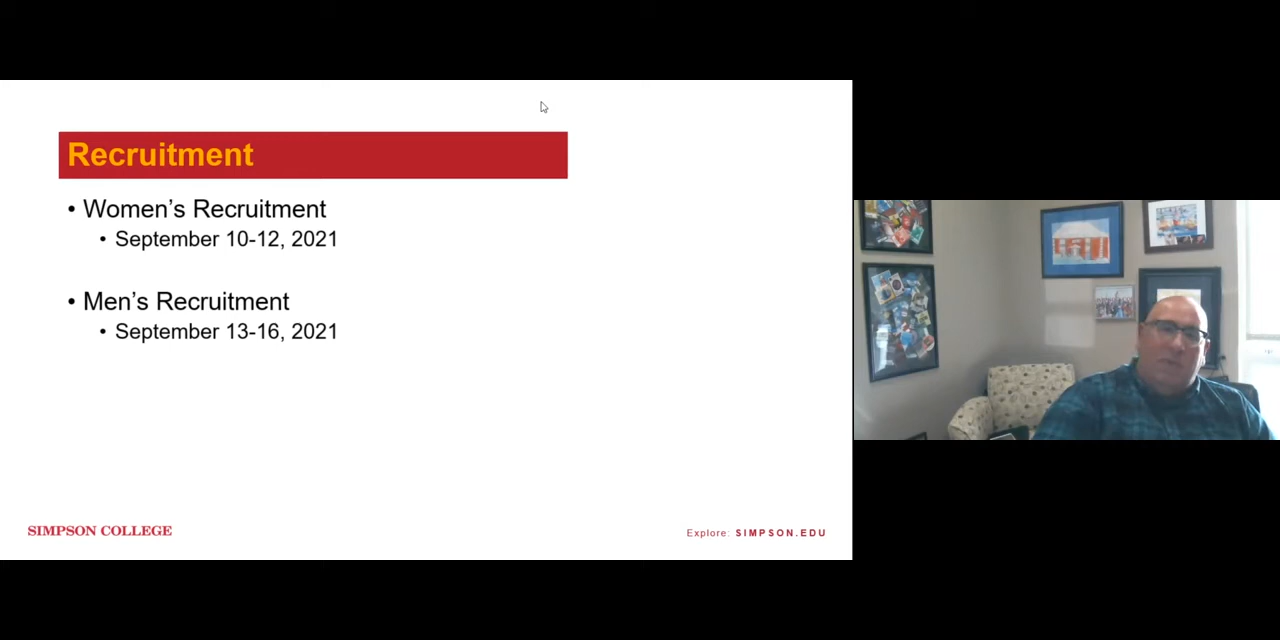 Recruitment
• Women’s Recruitment
• September 10-12, 2021
• Men’s Recruitment
• September 13-16, 2021
SIMPSON COLLEGE
Explore: SIMPSON.EDU